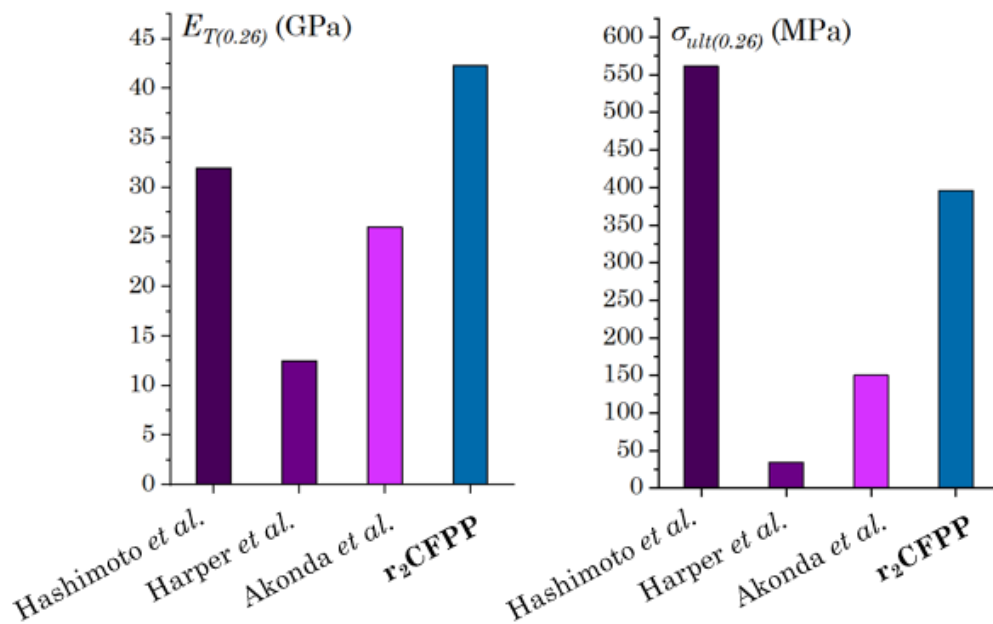 E_T(0.26) (GPa)
45
40
35
30
25
20
15
10
5
0
Hashimoto et al.
Harper et al.
Akonda et al.
r₂CFPP
σ_ult(0.26) (MPa)
600
550
500
450
400
350
300
250
200
150
100
50
0
Hashimoto et al.
Harper et al.
Akonda et al.
r₂CFPP